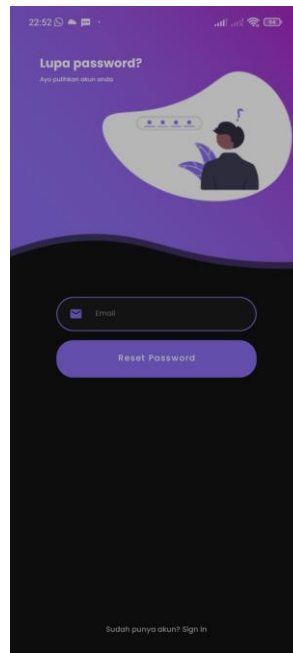 22:52
Lupa password?
Ayo pulihkan akun anda
Email
Reset Password
Sudah punya akun? Sign In